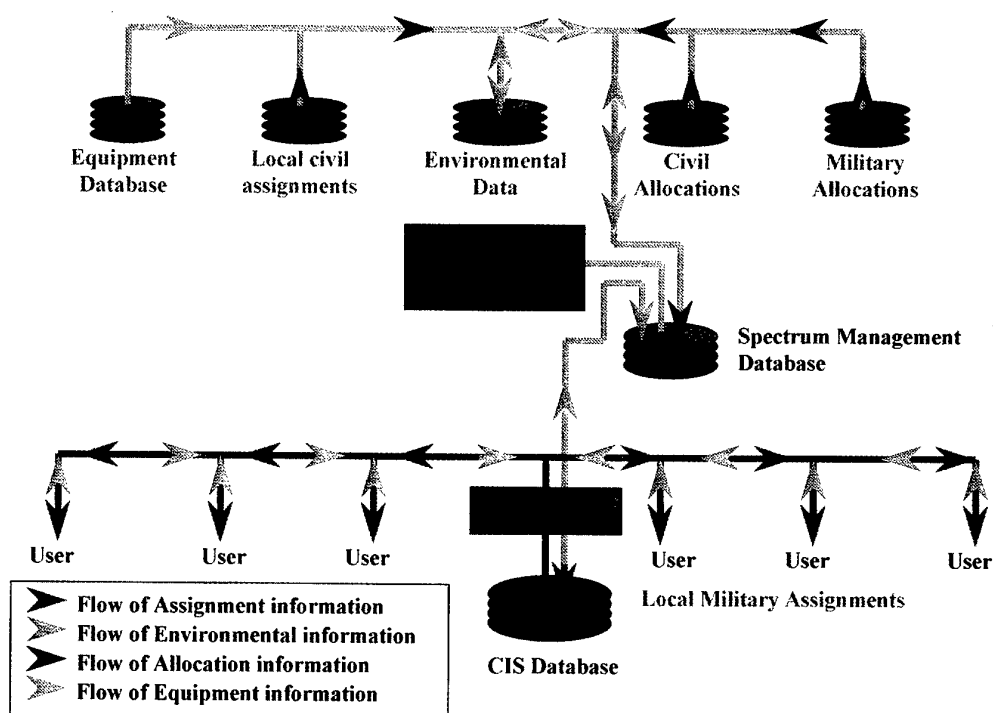 Equipment
Database
Local civil
assignments
Environmental
Data
Civil
Allocations
Military
Allocations
Spectrum Management
Database
User
User
User
User
User
User
Local Military Assignments
CIS Database
Flow of Assignment information
Flow of Environmental information
Flow of Allocation information
Flow of Equipment information